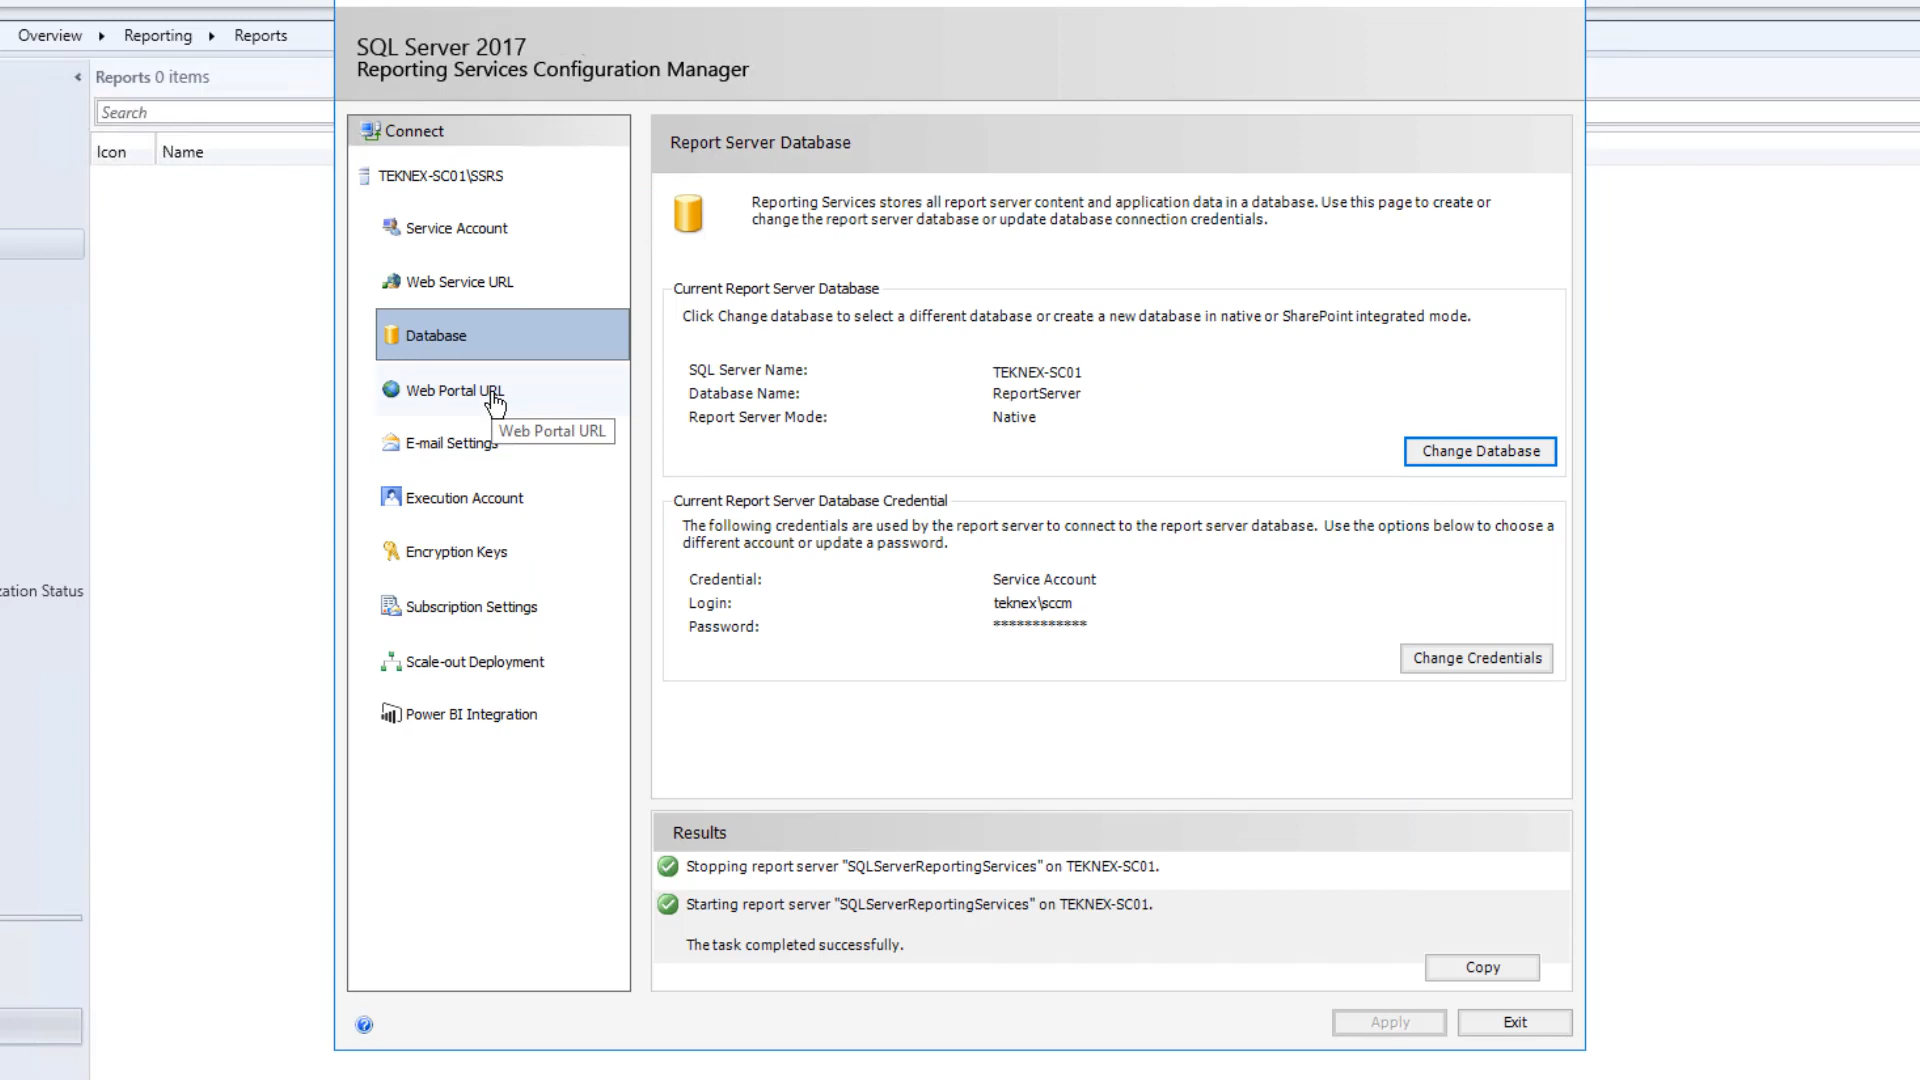 Overview
Reporting
Reports
Reports 0 items
Search
Icon
Name
zation Status
SQL Server 2017
Reporting Services Configuration Manager
Connect
TEKNEX-SC01\SSRS
Service Account
Web Service URL
Database
Web Portal URL
Web Portal URL
E-mail Settings
Execution Account
Encryption Keys
Subscription Settings
Scale-out Deployment
Power BI Integration
Report Server Database
Reporting Services stores all report server content and application data in a database. Use this page to create or
change the report server database or update database connection credentials.
Current Report Server Database
Click Change database to select a different database or create a new database in native or SharePoint integrated mode.
SQL Server Name: TEKNEX-SC01
Database Name: ReportServer
Report Server Mode: Native
Change Database
Current Report Server Database Credential
The following credentials are used by the report server to connect to the report server database. Use the options below to choose a
different account or update a password.
Credential: Service Account
Login: teknex\sccm
Password: ************
Change Credentials
Results
Stopping report server "SQLServerReportingServices" on TEKNEX-SC01.
Starting report server "SQLServerReportingServices" on TEKNEX-SC01.
The task completed successfully.
Copy
Apply
Exit